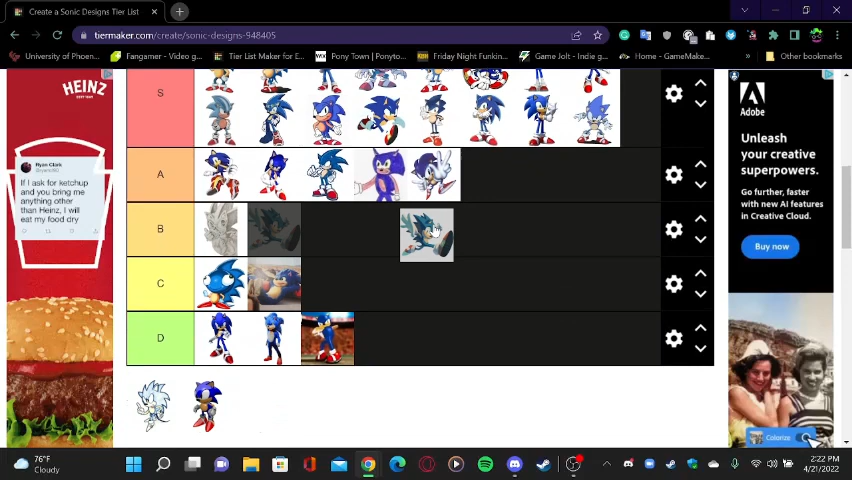 Create a Sonic Designs Tier List
tiermaker.com/create/sonic-designs-948405
University of Phoen...
Fangamer - Video g...
Tier List Maker for E...
Pony Town | Ponyto...
Friday Night Funkin...
Game Jolt - Indie g...
Home - GameMake...
Other bookmarks
HEINZ
EST. 1869
Ryan Clark
If I ask for ketchup
and you bring me
anything other
than Heinz, I will
eat my food dry
S
A
B
C
D
Adobe
Unleash
your creative
superpowers.
Go further, faster
with new AI features
in Creative Cloud.
Buy now
Colorize
76°F
Cloudy
2:22 PM
4/21/2022